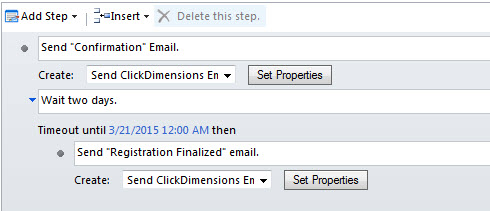 Add Step Insert Delete this step.
Send "Confirmation" Email.
Create: Send ClickDimensions En Set Properties
Wait two days.
Timeout until 3/21/2015 12:00 AM then
Send "Registration Finalized" email.
Create: Send ClickDimensions En Set Properties